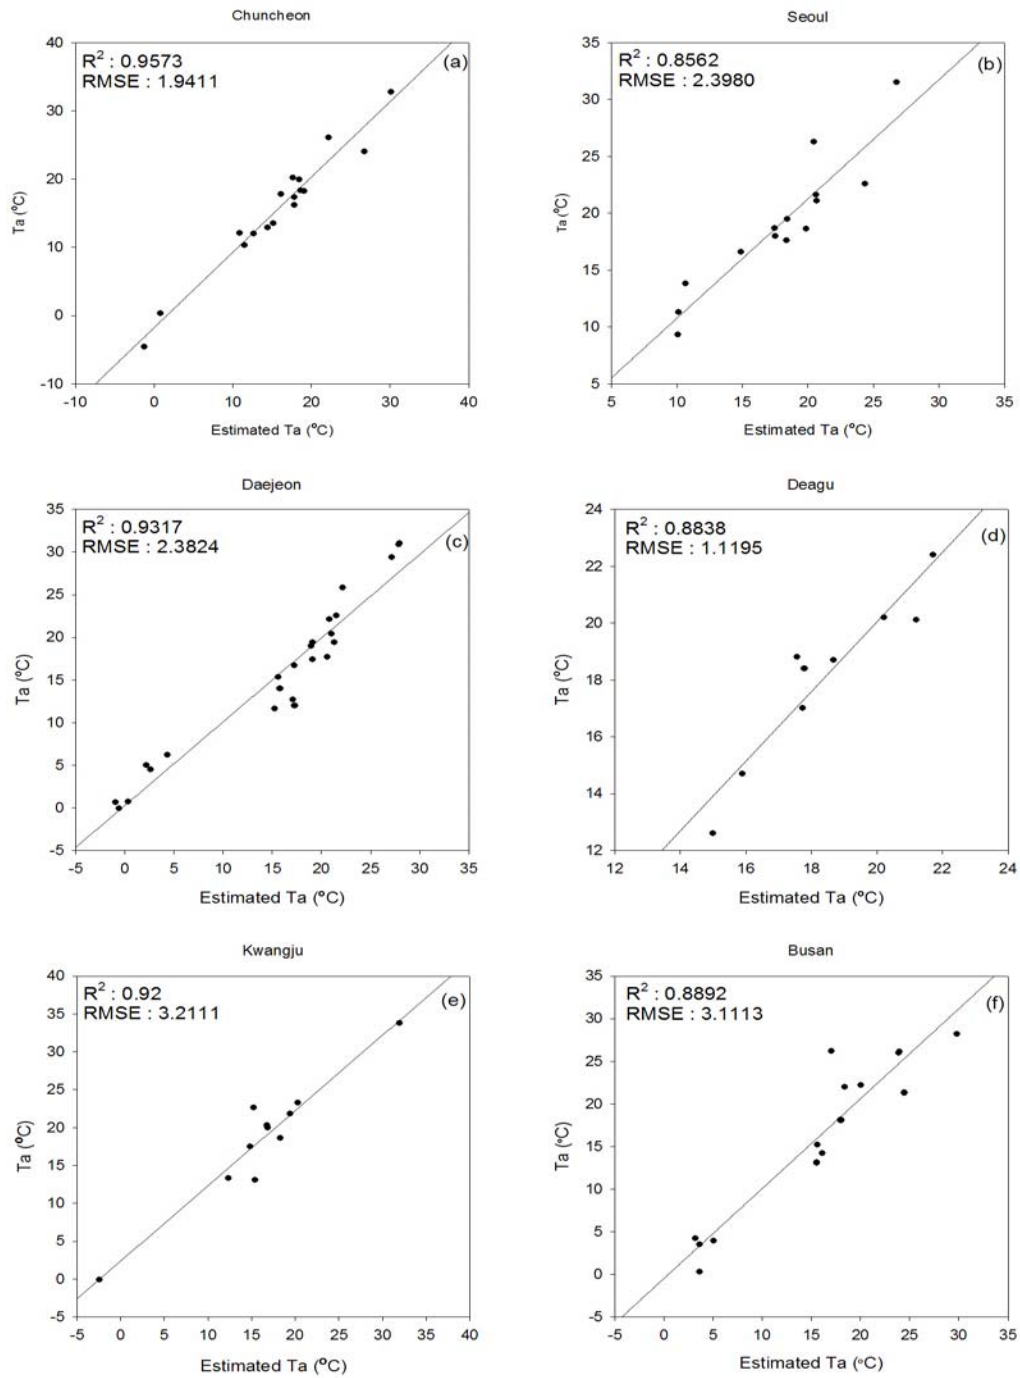 Chuncheon
R² : 0.9573
RMSE : 1.9411
(a)
40
30
20
10
0
-10
Ta (°C)
-10 0 10 20 30 40
Estimated Ta (°C)
Seoul
R² : 0.8562
RMSE : 2.3980
(b)
35
30
25
20
15
10
5
Ta (°C)
5 10 15 20 25 30 35
Estimated Ta (°C)
Daejeon
R² : 0.9317
RMSE : 2.3824
(c)
35
30
25
20
15
10
5
0
-5
Ta (°C)
-5 0 5 10 15 20 25 30 35
Estimated Ta (°C)
Deagu
R² : 0.8838
RMSE : 1.1195
(d)
24
22
20
18
16
14
12
Ta (°C)
12 14 16 18 20 22 24
Estimated Ta (°C)
Kwangju
R² : 0.92
RMSE : 3.2111
(e)
40
35
30
25
20
15
10
5
0
-5
Ta (°C)
-5 0 5 10 15 20 25 30 35 40
Estimated Ta (°C)
Busan
R² : 0.8892
RMSE : 3.1113
(f)
35
30
25
20
15
10
5
0
-5
Ta (°C)
-5 0 5 10 15 20 25 30 35
Estimated Ta (°C)